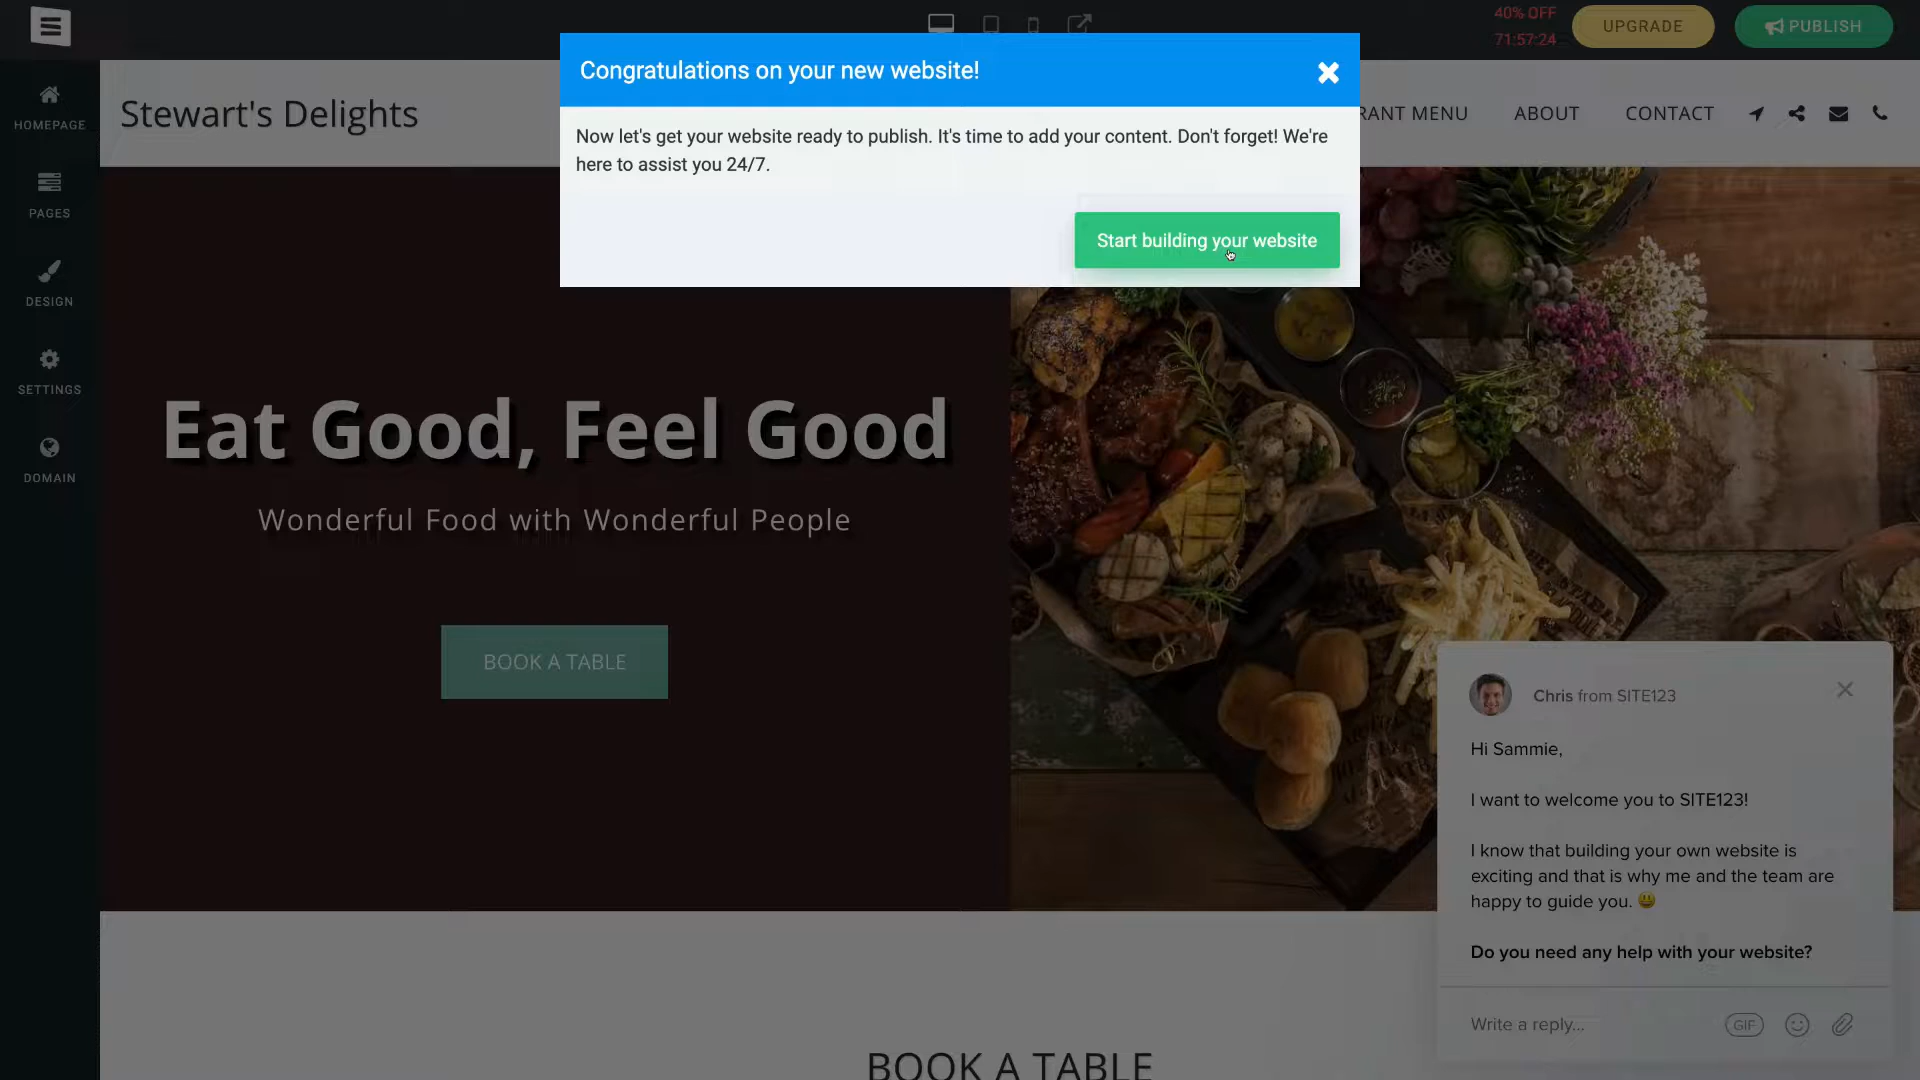 40% OFF
71:57:24
UPGRADE
PUBLISH
Congratulations on your new website!
Now let's get your website ready to publish. It's time to add your content. Don't forget! We're
here to assist you 24/7.
Start building your website
HOMEPAGE
PAGES
DESIGN
SETTINGS
DOMAIN
Stewart's Delights
RANT MENU
ABOUT
CONTACT
Eat Good, Feel Good
Wonderful Food with Wonderful People
BOOK A TABLE
Chris from SITE123
Hi Sammie,
I want to welcome you to SITE123!
I know that building your own website is
exciting and that is why me and the team are
happy to guide you. 😃
Do you need any help with your website?
Write a reply...
GIF
BOOK A TABLE